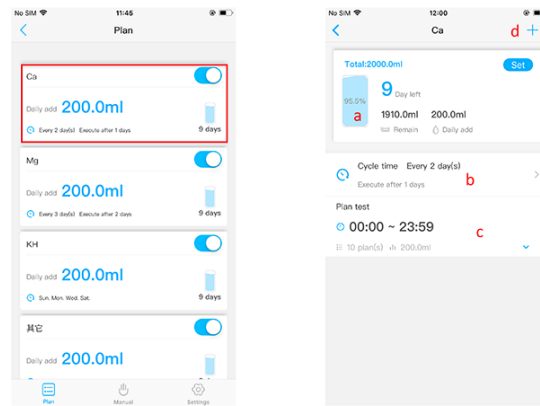 No SIM 11:45
Plan
Ca
Daily add 200.0ml
Every 2 day(s) Execute after 1 days
9 days
Mg
Daily add 200.0ml
Every 3 day(s) Execute after 2 days
9 days
KH
Daily add 200.0ml
Sun. Mon. Wed. Sat.
9 days
其它
Daily add 200.0ml
Plan Manual Settings
No SIM 12:00
Ca d +
Total:2000.0ml Set
95.5% a
9 Day left
1910.0ml 200.0ml
Remain Daily add
Cycle time Every 2 day(s)
Execute after 1 days b
Plan test
00:00 ~ 23:59 c
10 plan(s) 200.0ml